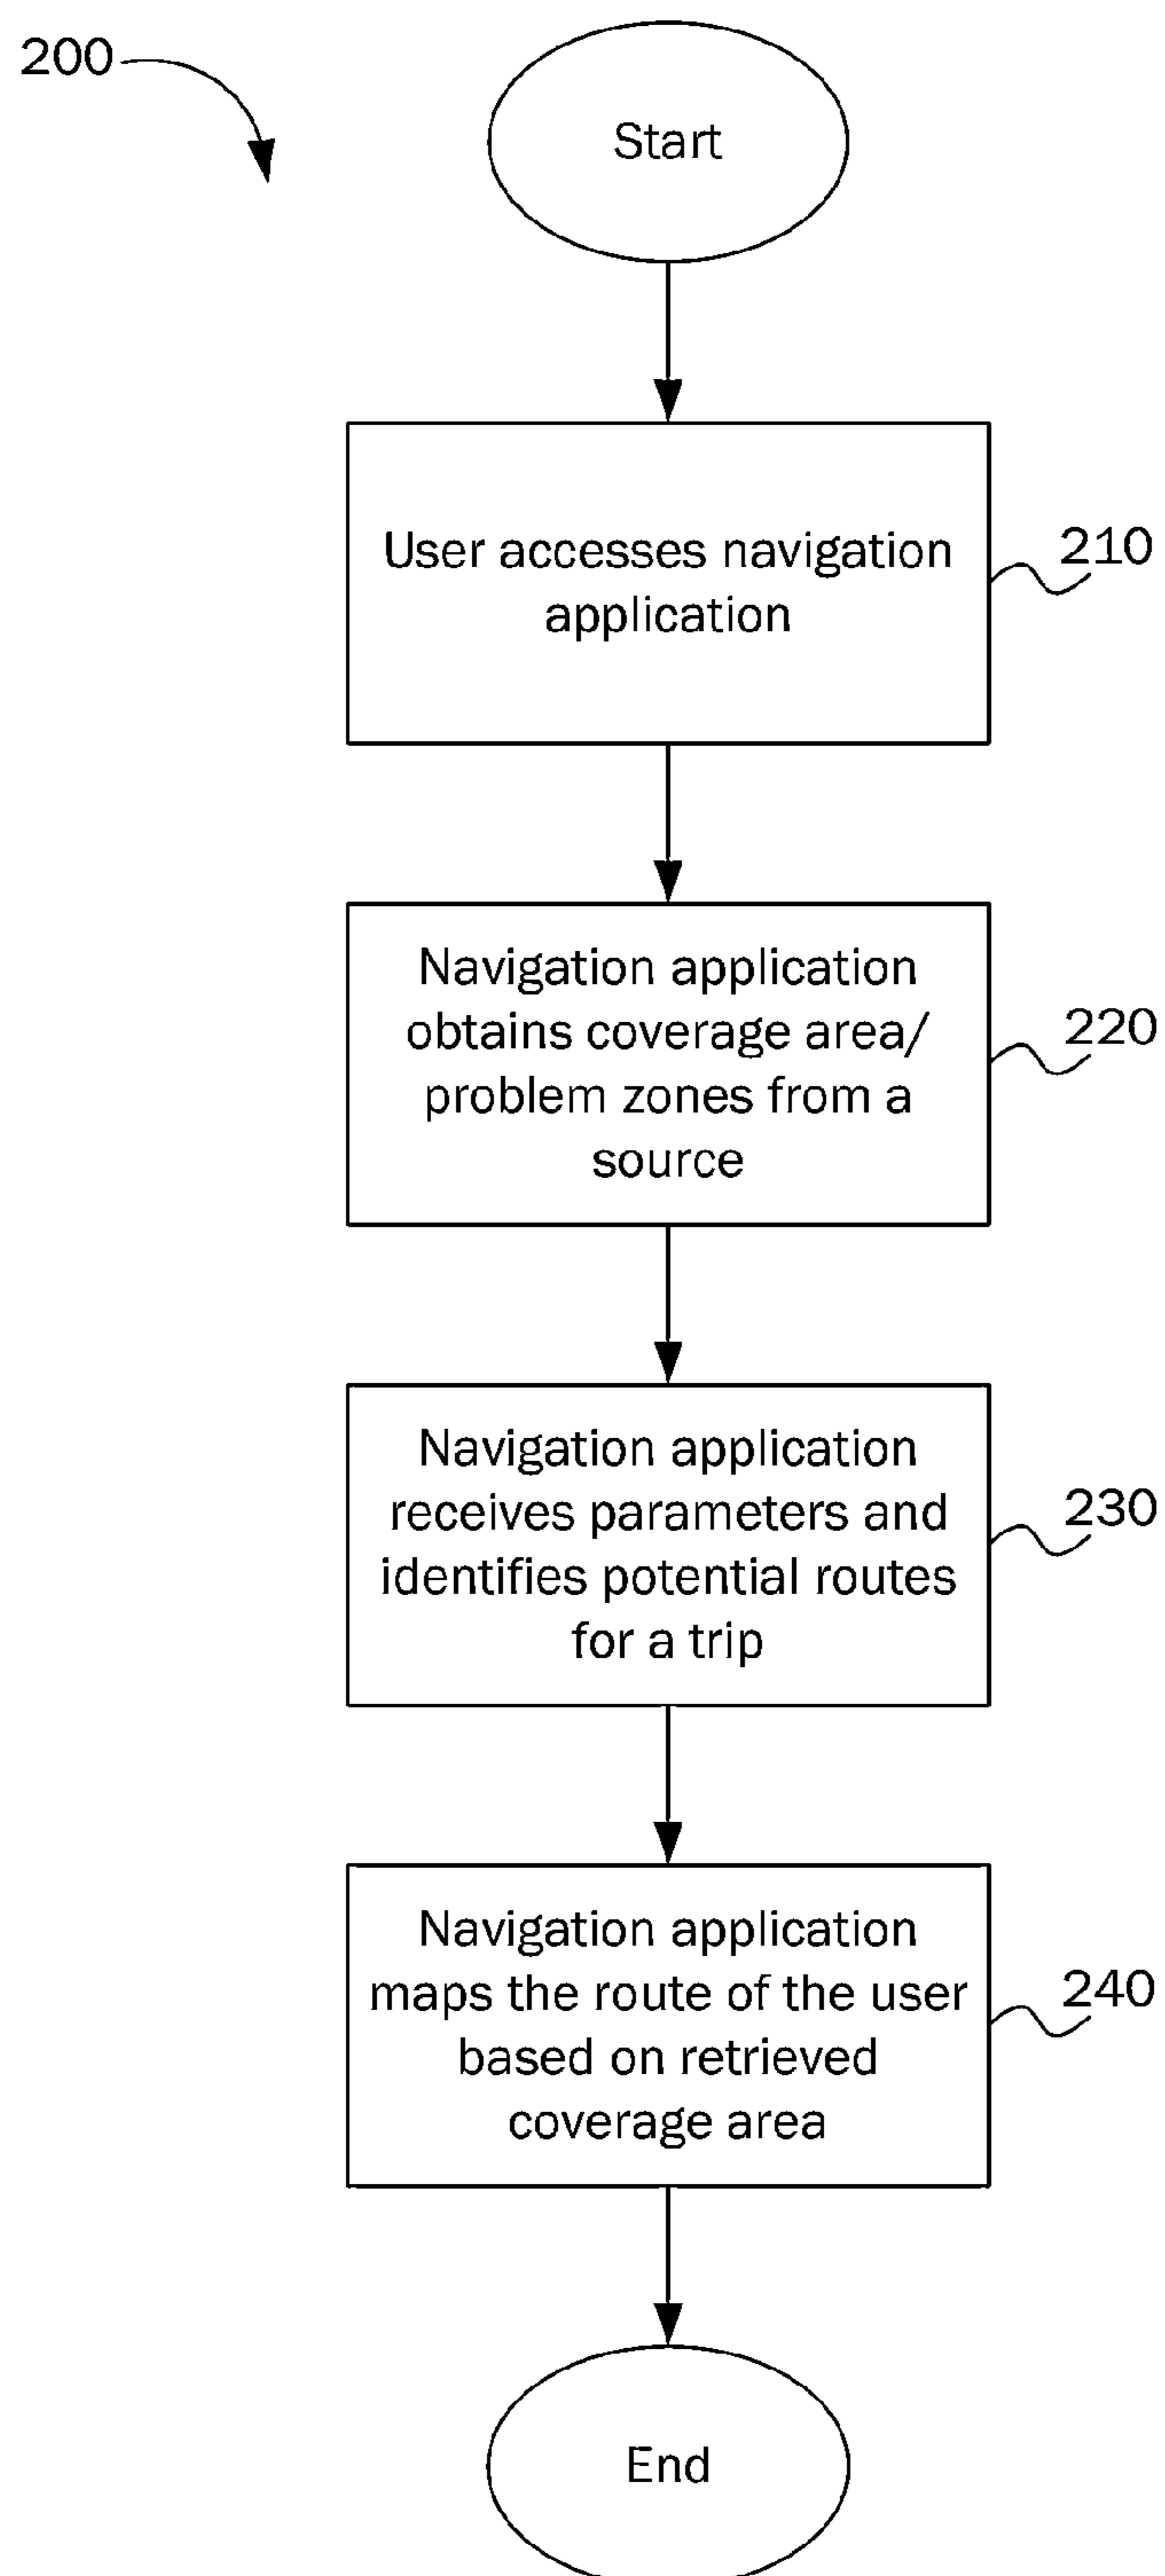 200
Start
User accesses navigation
application
210
Navigation application
obtains coverage area/
problem zones from a
source
220
Navigation application
receives parameters and
identifies potential routes
for a trip
230
Navigation application
maps the route of the user
based on retrieved
coverage area
240
End